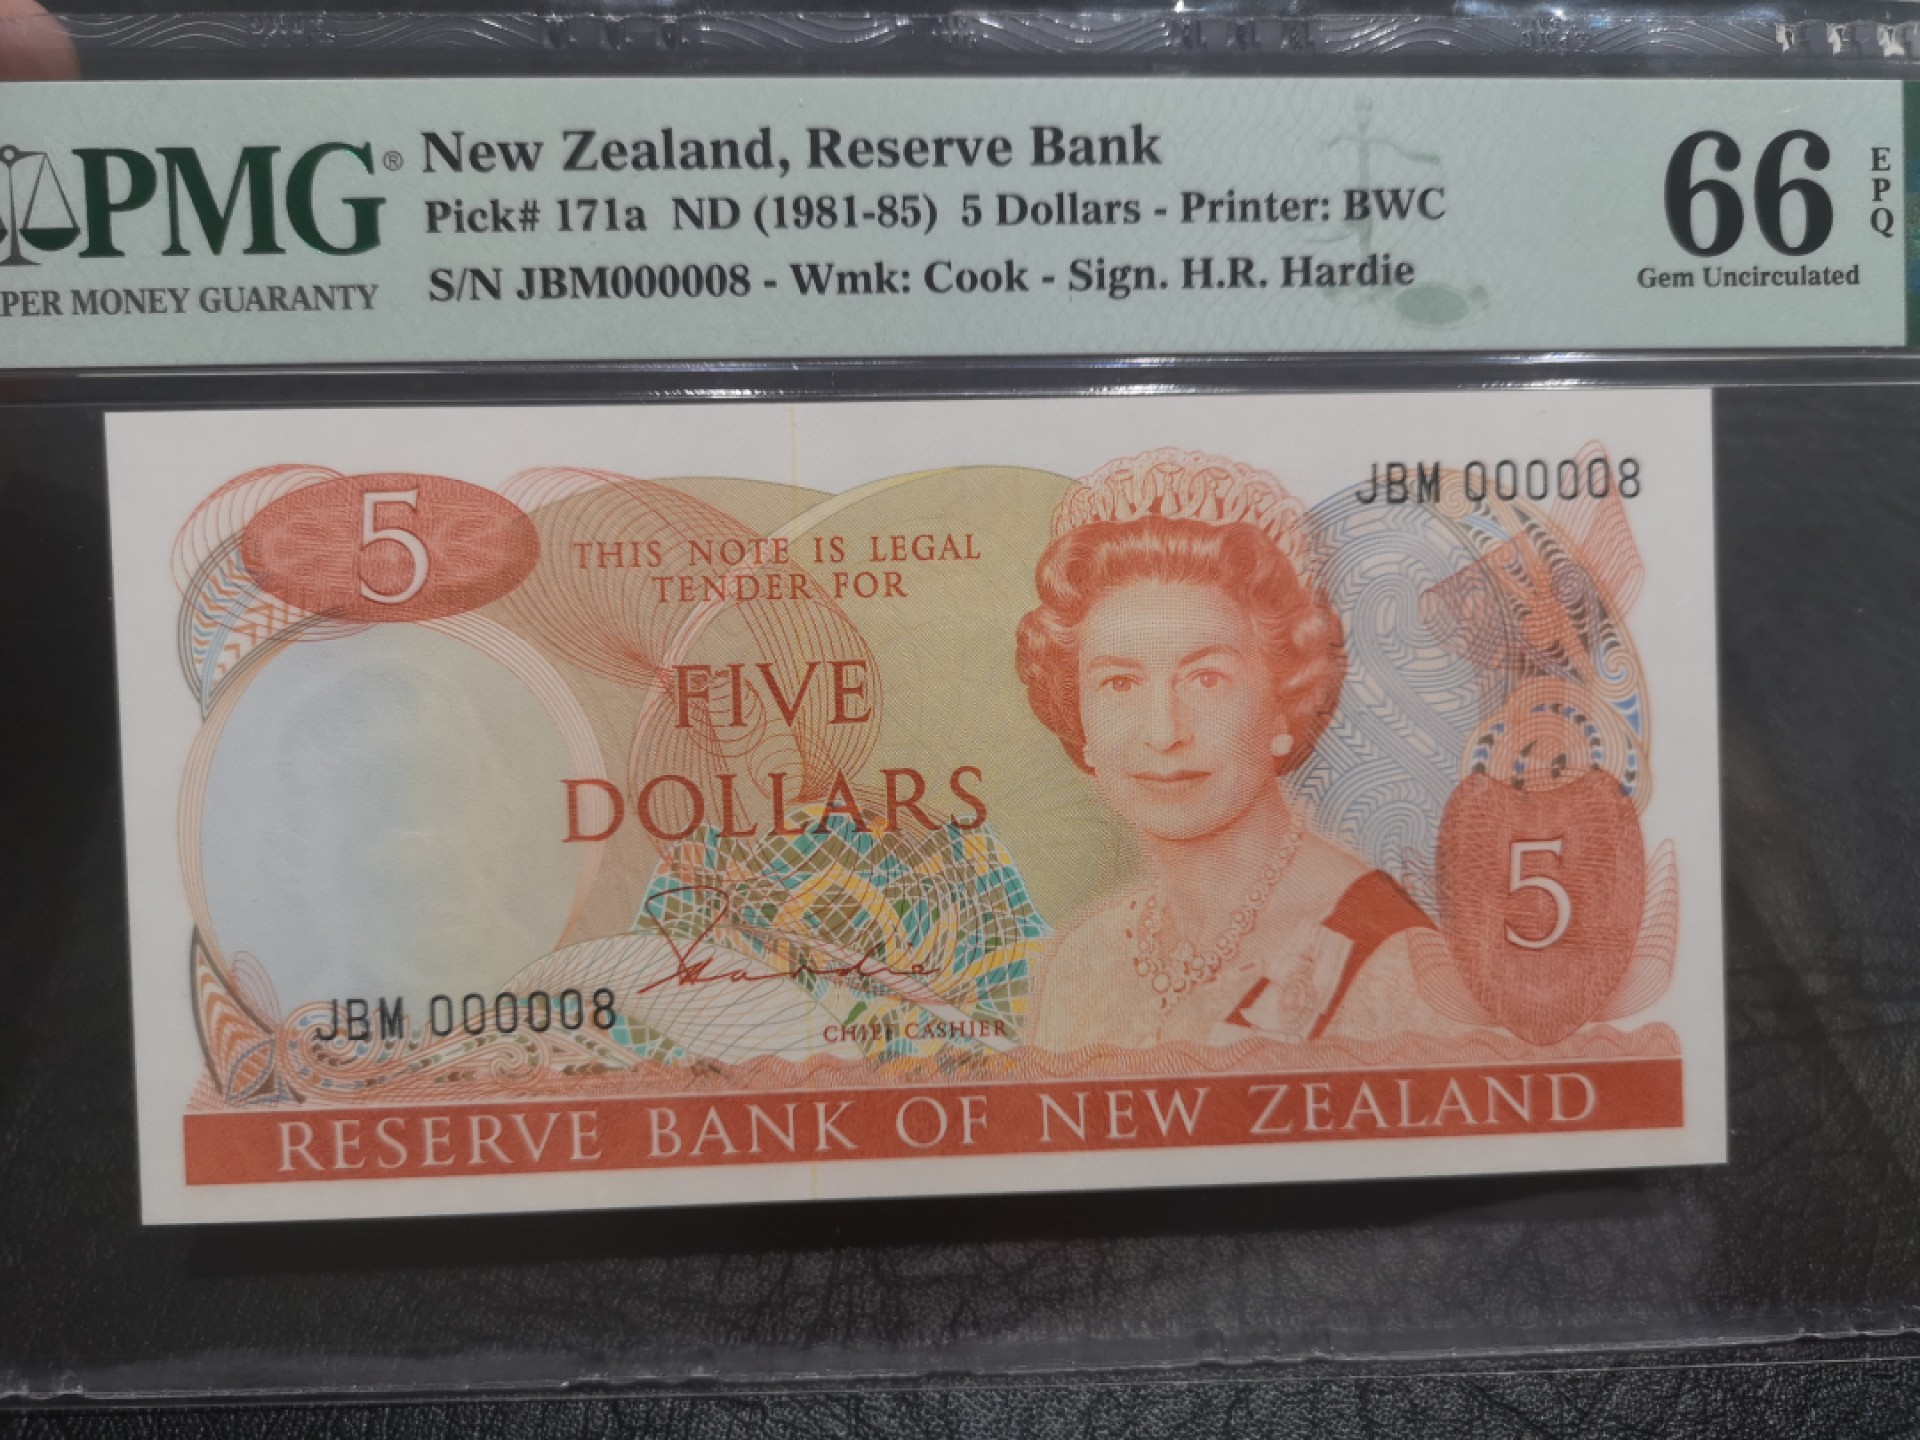 PMG®
PER MONEY GUARANTY
New Zealand, Reserve Bank
Pick# 171a ND (1981-85) 5 Dollars - Printer: BWC
S/N JBM000008 - Wmk: Cook - Sign. H.R. Hardie
66
EPQ
Gem Uncirculated
5
JBM 000008
THIS NOTE IS LEGAL
TENDER FOR
FIVE
DOLLARS
5
JBM 000008
CHIEF CASHIER
RESERVE BANK OF NEW ZEALAND